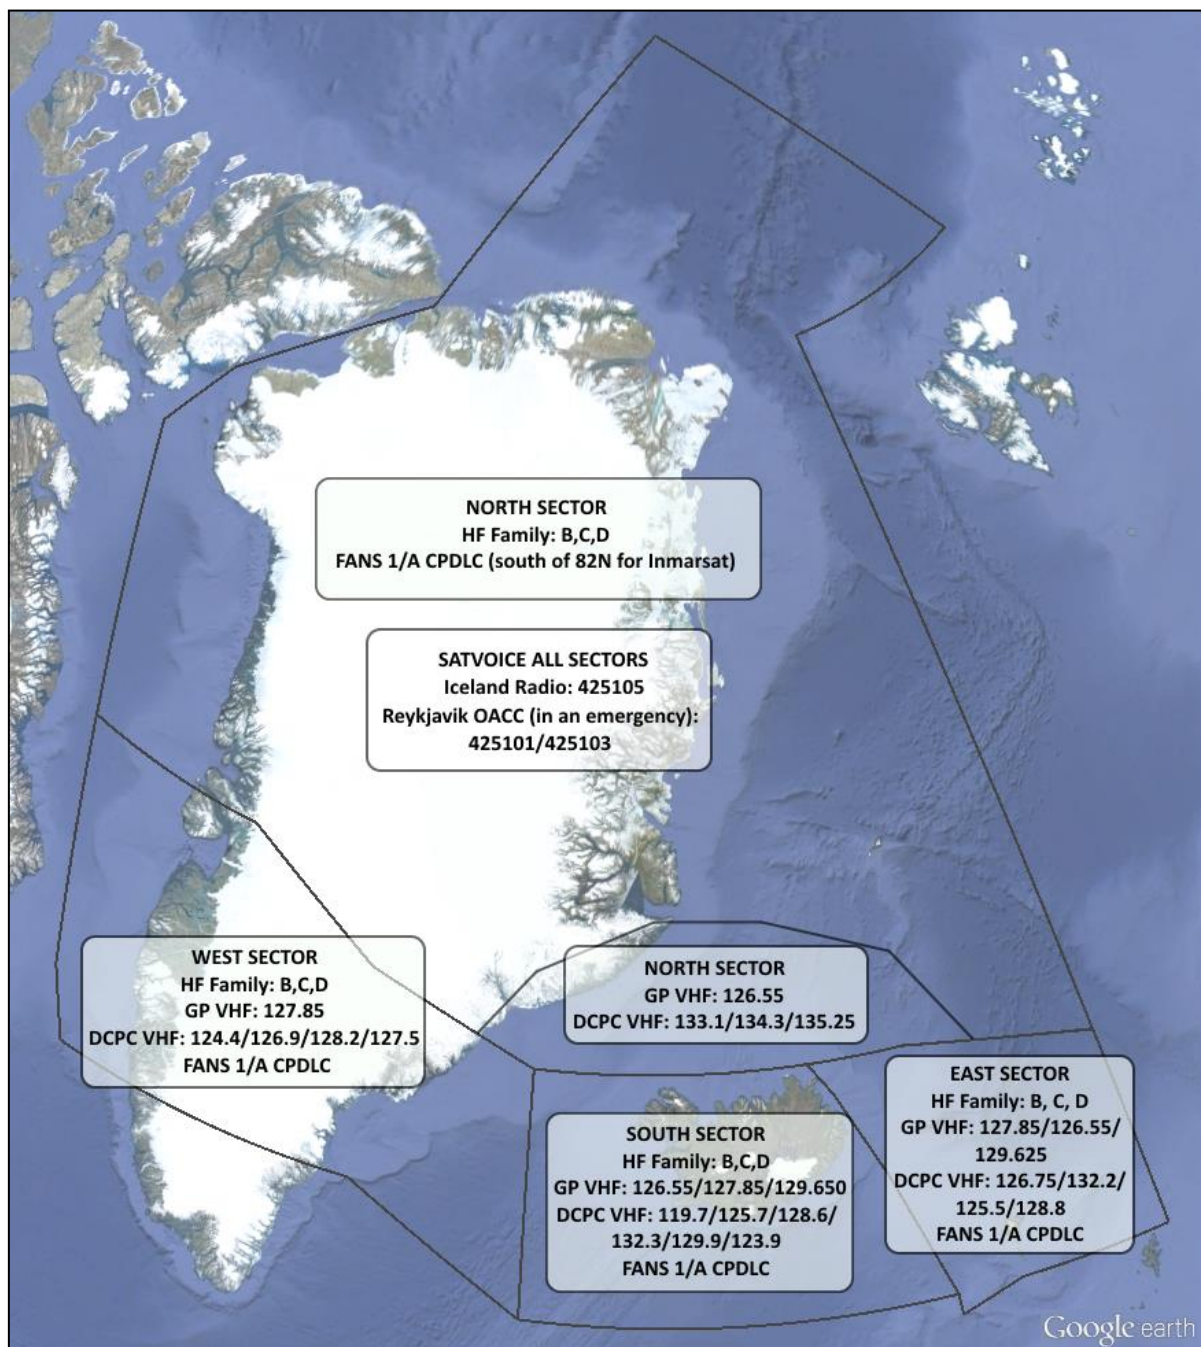 NORTH SECTOR
HF Family: B,C,D
FANS 1/A CPDLC (south of 82N for Inmarsat)
SATVOICE ALL SECTORS
Iceland Radio: 425105
Reykjavik OACC (in an emergency):
425101/425103
WEST SECTOR
HF Family: B,C,D
GP VHF: 127.85
DCPC VHF: 124.4/126.9/128.2/127.5
FANS 1/A CPDLC
NORTH SECTOR
GP VHF: 126.55
DCPC VHF: 133.1/134.3/135.25
SOUTH SECTOR
HF Family: B,C,D
GP VHF: 126.55/127.85/129.650
DCPC VHF: 119.7/125.7/128.6/
132.3/129.9/123.9
FANS 1/A CPDLC
EAST SECTOR
HF Family: B, C, D
GP VHF: 127.85/126.55/
129.625
DCPC VHF: 126.75/132.2/
125.5/128.8
FANS 1/A CPDLC
Google earth